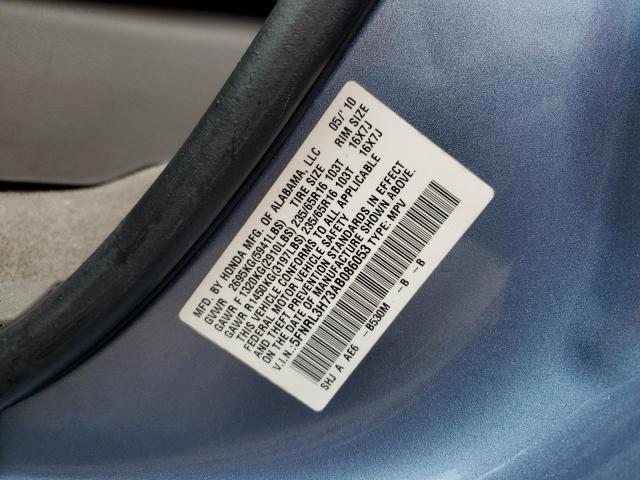 MFD. BY HONDA MFG. OF ALABAMA, LLC 05/'10
GVWR 2695KG(5941LBS) TIRE SIZE RIM SIZE
GAWR F 1320KG(2910LBS) 235/65R16 103T 16X7J
GAWR R 1450KG(3197LBS) 235/65R16 103T 16X7J
THIS VEHICLE CONFORMS TO ALL APPLICABLE
FEDERAL MOTOR VEHICLE SAFETY
AND THEFT PREVENTION STANDARDS IN EFFECT
ON THE DATE OF MANUFACTURE SHOWN ABOVE.
V.I.N.:5FNRL3H73AB086053 TYPE: MPV
SHJ A AE6 -B530M -B -B